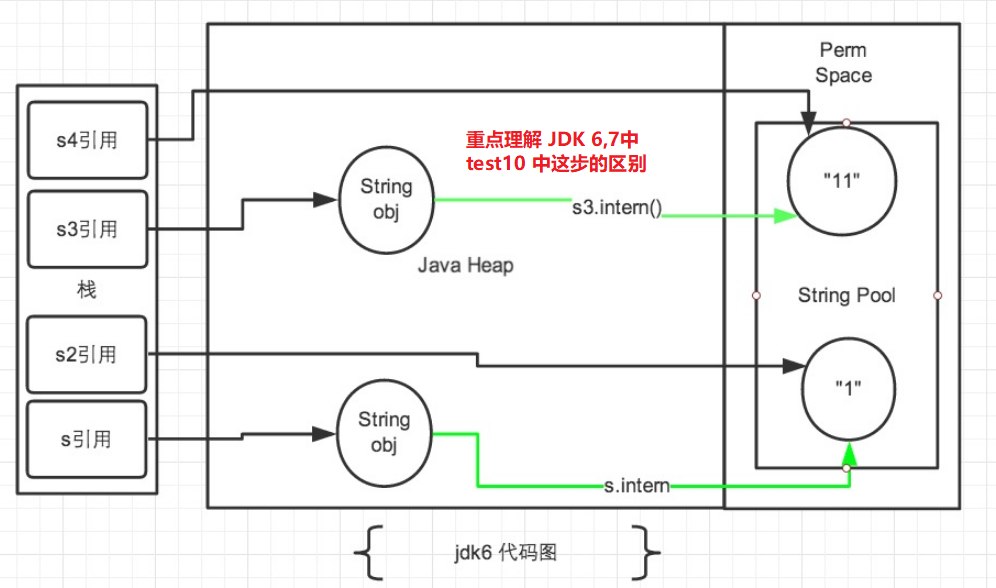 Perm
Space
重点理解 JDK 6,7中
test10 中这步的区别
s4引用
String
obj
"11"
s3.intern()
s3引用
Java Heap
栈
String Pool
s2引用
"1"
String
obj
s引用
s.intern
jdk6 代码图